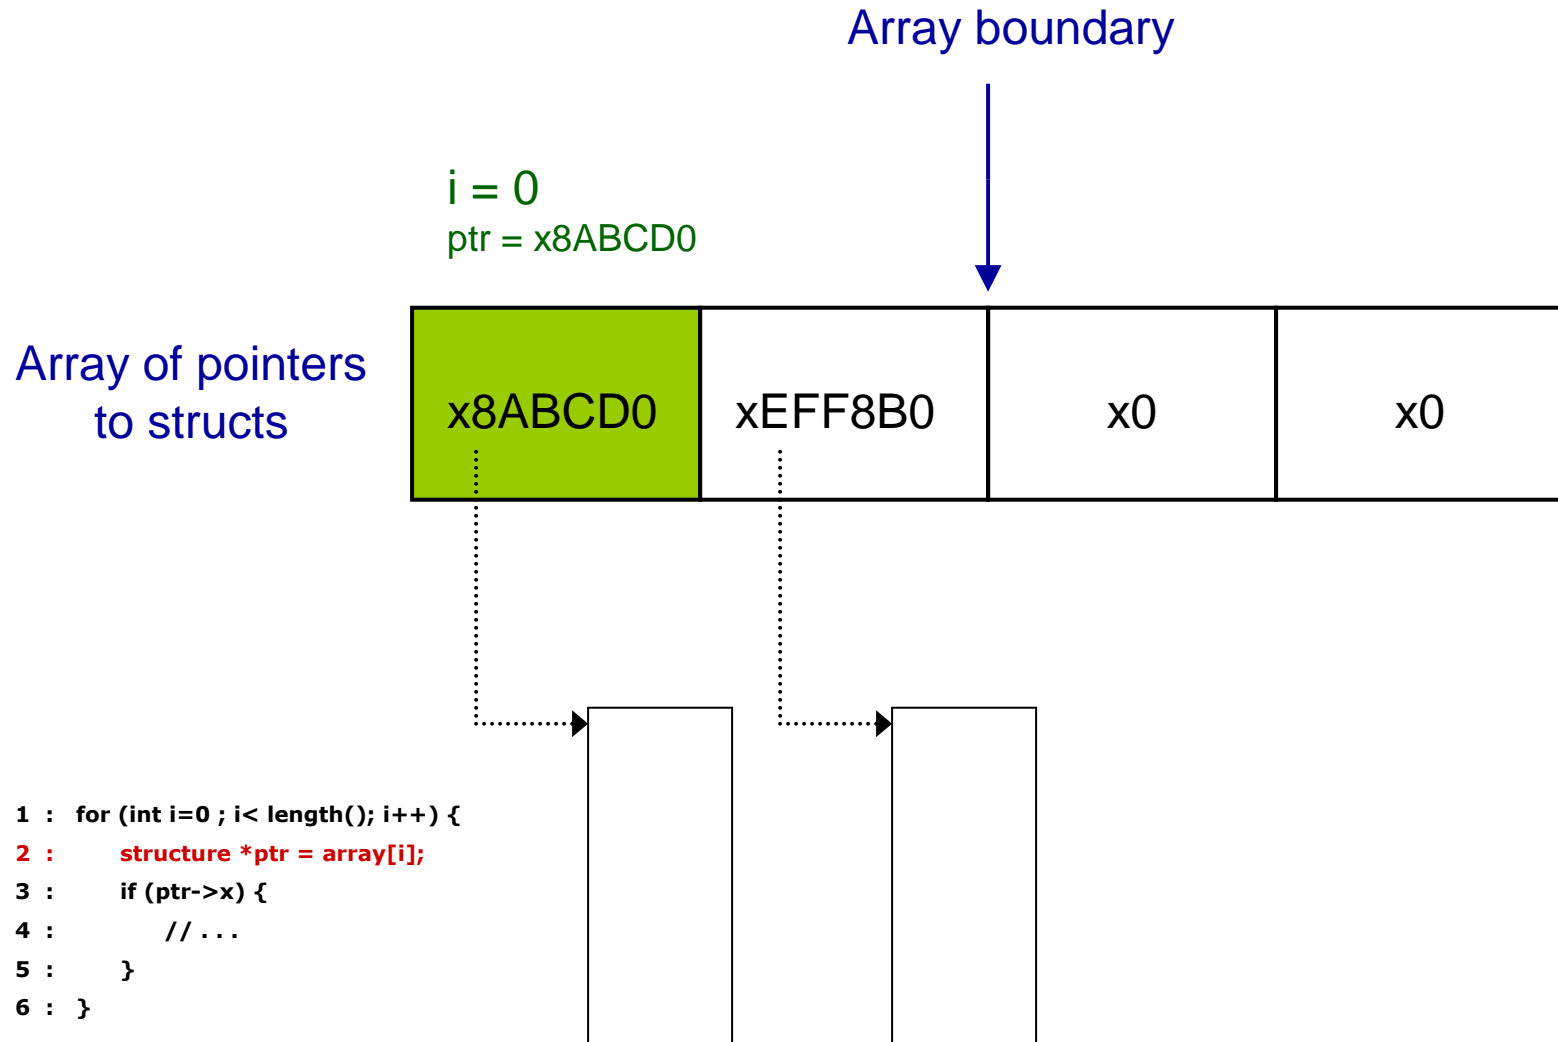 Array boundary
i = 0
ptr = x8ABCD0
Array of pointers
to structs
x8ABCD0 xEFF8B0 x0 x0
1 : for (int i=0 ; i< length(); i++) {
2 : structure *ptr = array[i];
3 : if (ptr->x) {
4 : // . . .
5 : }
6 : }